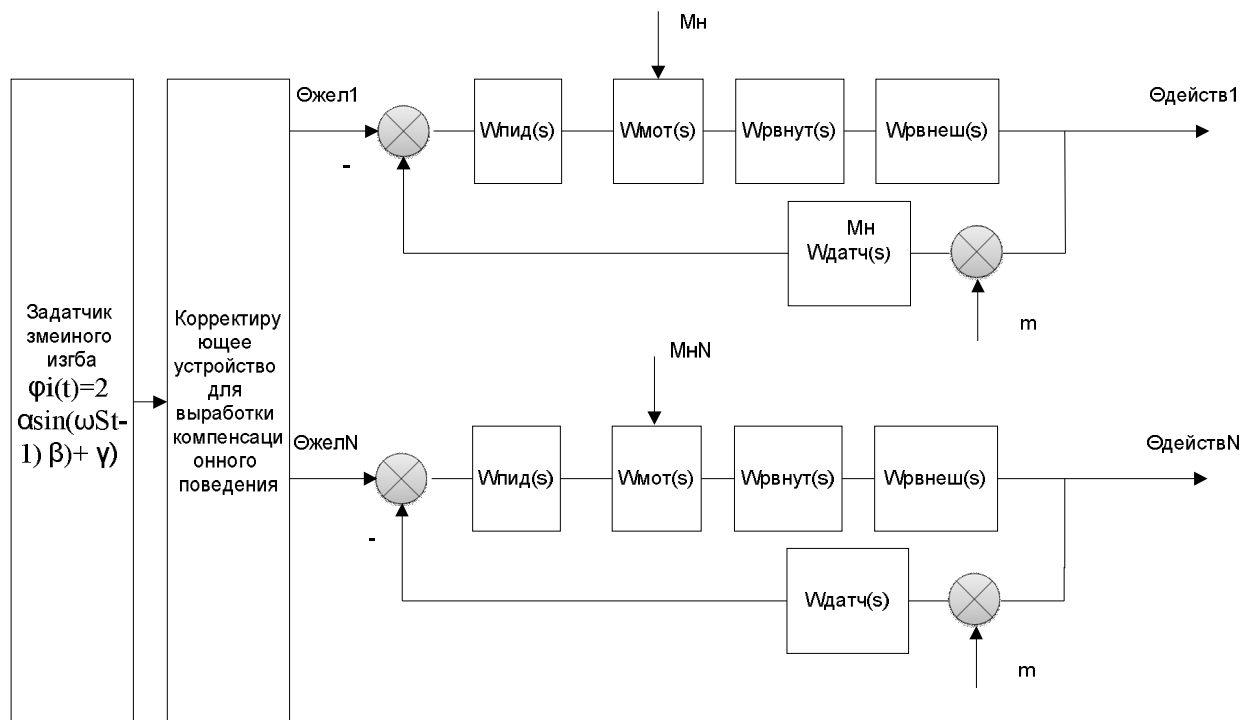 Мн
Θжел1
Θдейств1
Wпид(s)
Wмот(s)
Wрвнут(s)
Wрвнеш(s)
-
Мн
Wдатч(s)
m
Задатчик
змеиного
изгба
φi(t)=2
αsin(ωSt-
1) β)+ γ)
Корректиру
ющее
устройство
для
выработки
компенсаци
онного
поведения
МнN
ΘжелN
ΘдействN
Wпид(s)
Wмот(s)
Wрвнут(s)
Wрвнеш(s)
-
Wдатч(s)
m